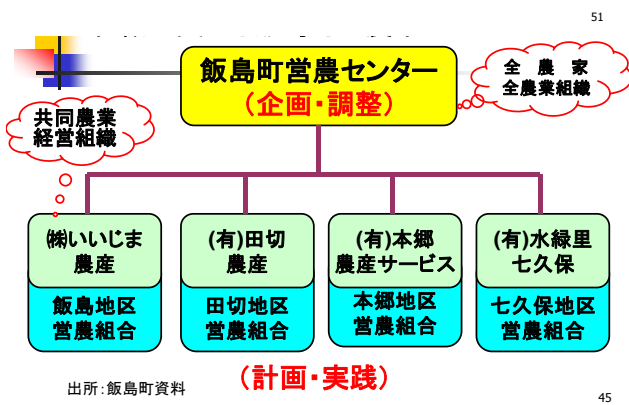 51
飯島町営農センター
(企画・調整)
全 農 家
全農業組織
共同農業
経営組織
㈱いいじま
農産
(有)田切
農産
(有)本郷
農産サービス
(有)水緑里
七久保
飯島地区
営農組合
田切地区
営農組合
本郷地区
営農組合
七久保地区
営農組合
(計画・実践)
出所:飯島町資料
45